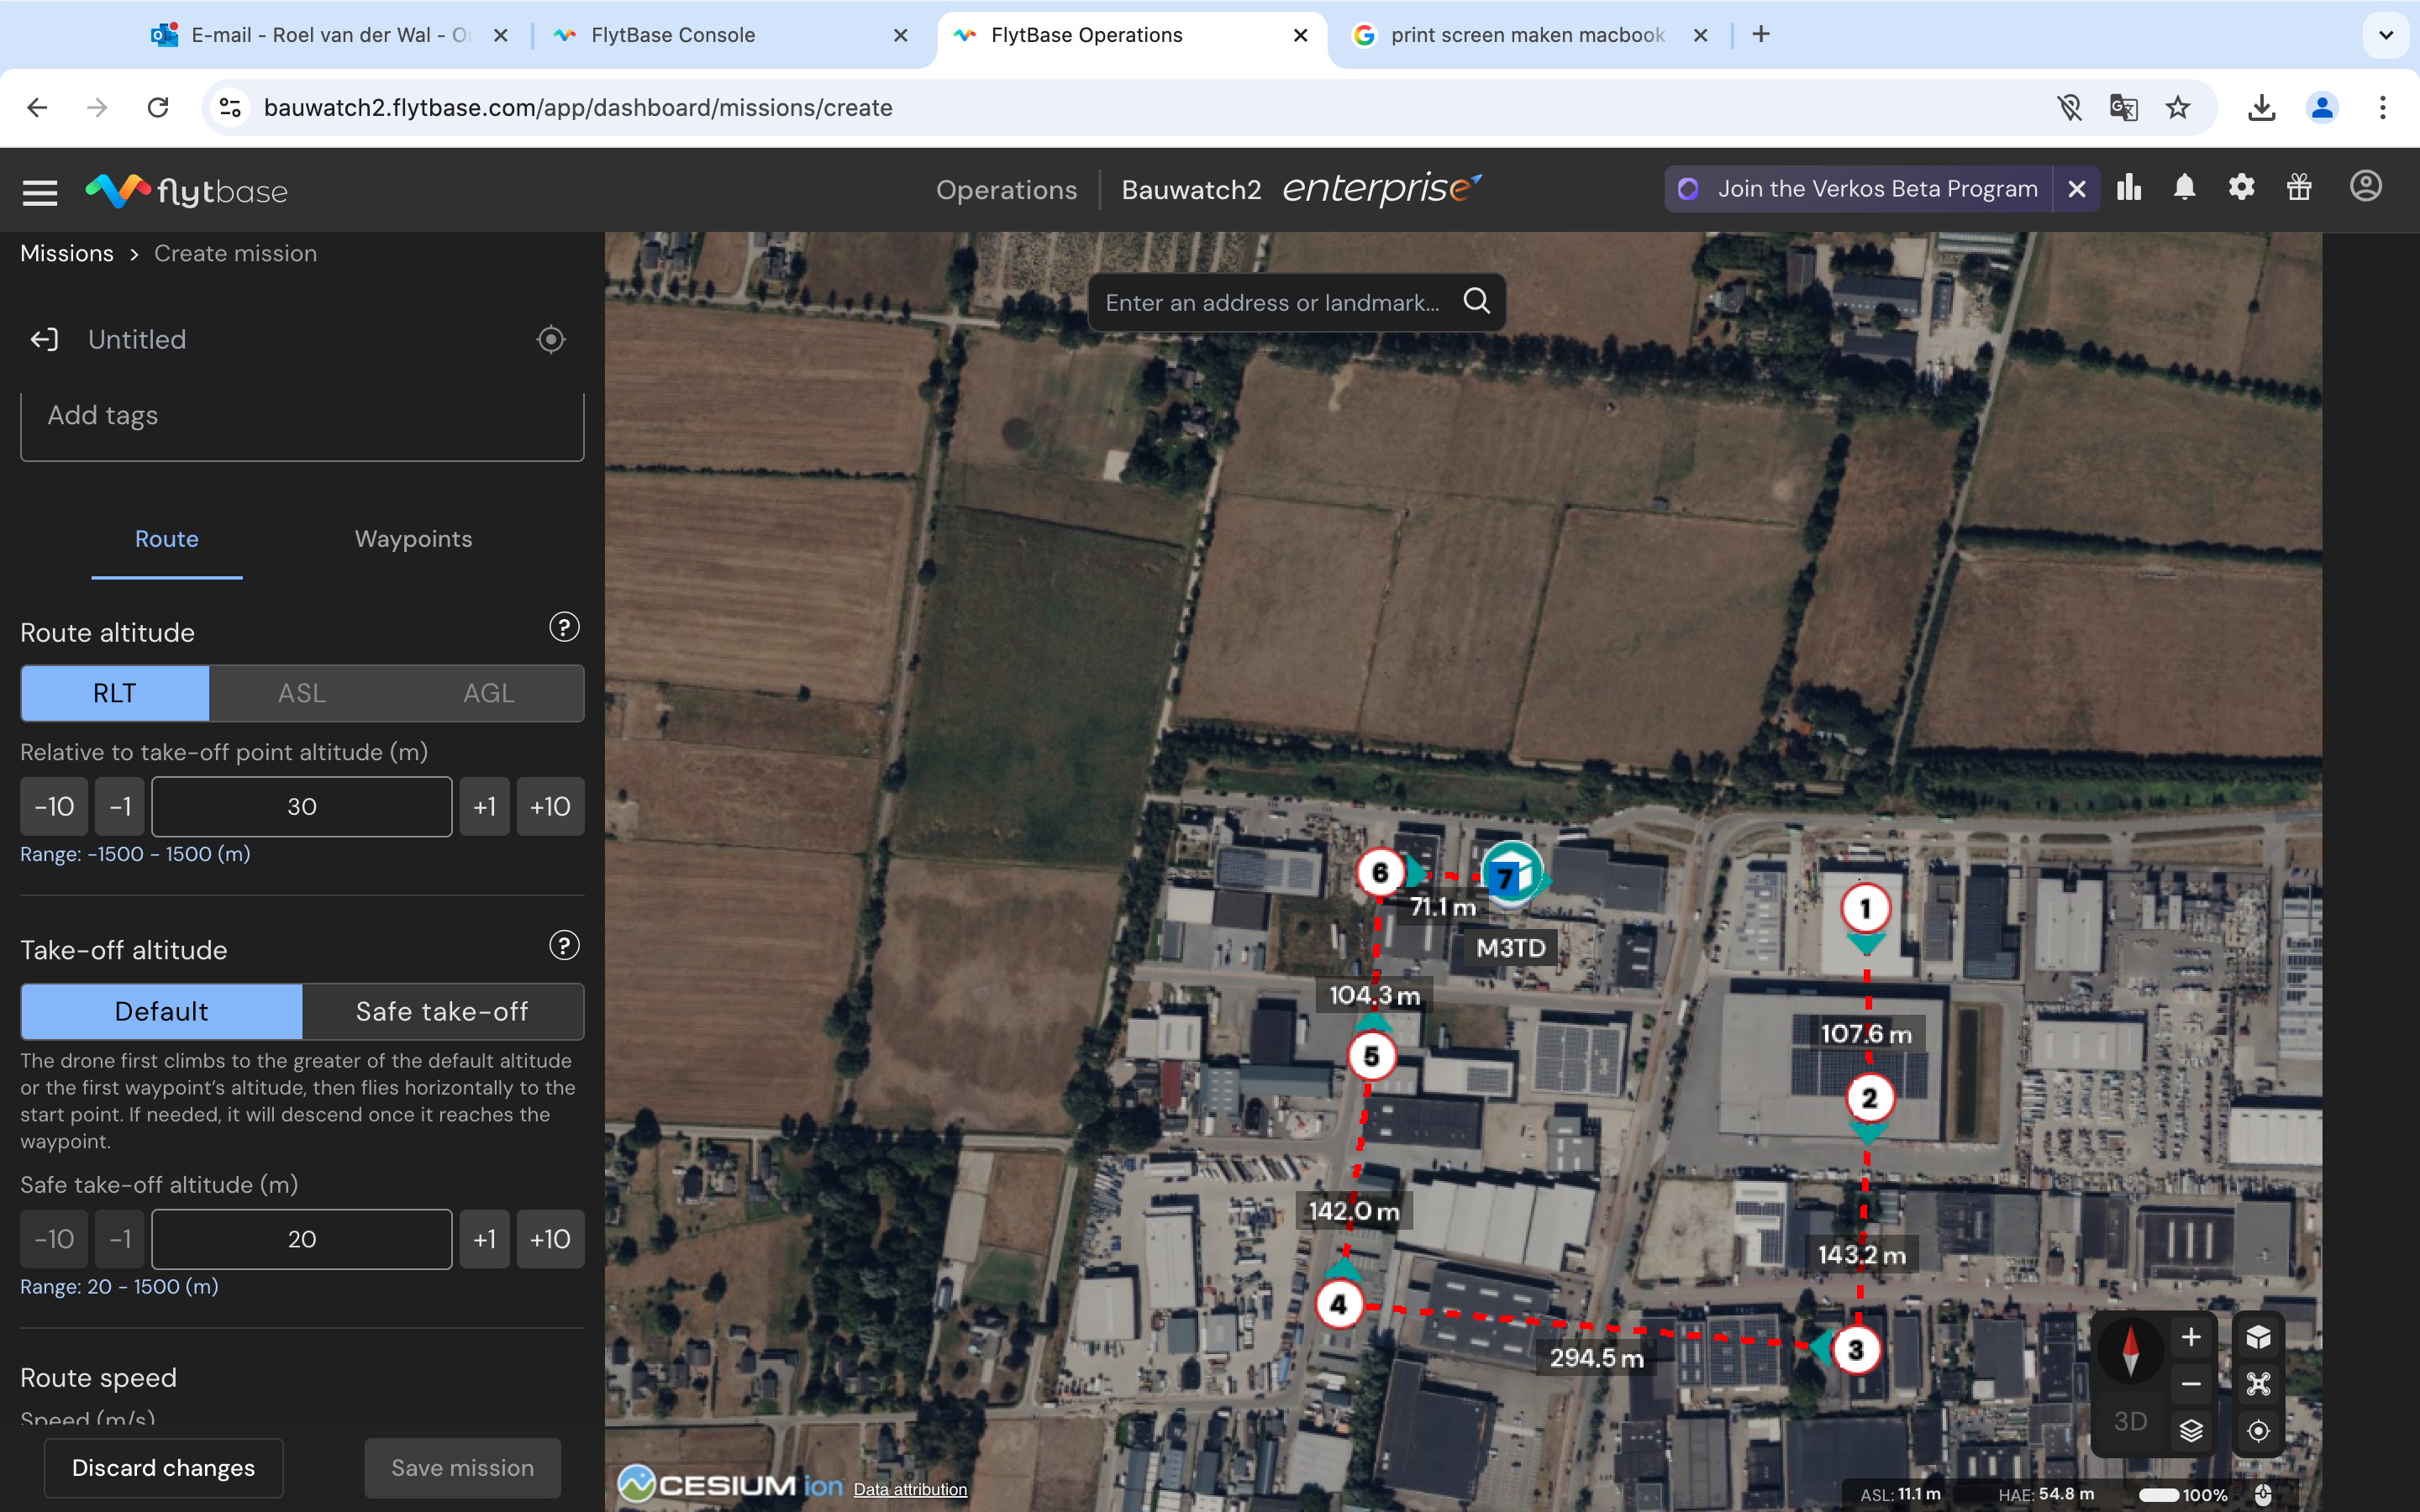 E-mail - Roel van der Wal - Ou
FlytBase Console
FlytBase Operations
print screen maken macbook
bauwatch2.flytbase.com/app/dashboard/missions/create
flytbase
Operations
Bauwatch2
enterprise
Join the Verkos Beta Program
Missions > Create mission
Untitled
Add tags
Route
Waypoints
Route altitude
?
RLT
ASL
AGL
Relative to take-off point altitude (m)
-10
-1
30
+1
+10
Range: -1500 - 1500 (m)
Take-off altitude
?
Default
Safe take-off
The drone first climbs to the greater of the default altitude
or the first waypoint's altitude, then flies horizontally to the
start point. If needed, it will descend once it reaches the
waypoint.
Safe take-off altitude (m)
-10
-1
20
+1
+10
Range: 20 - 1500 (m)
Route speed
Speed (m/s)
Discard changes
Save mission
Enter an address or landmark...
6
7
71.1 m
M3TD
1
104.3 m
107.6 m
5
2
142.0 m
143.2 m
4
3
294.5 m
3D
CESIUM ion
Data attribution
ASL: 11.1 m
HAE: 54.8 m
100%